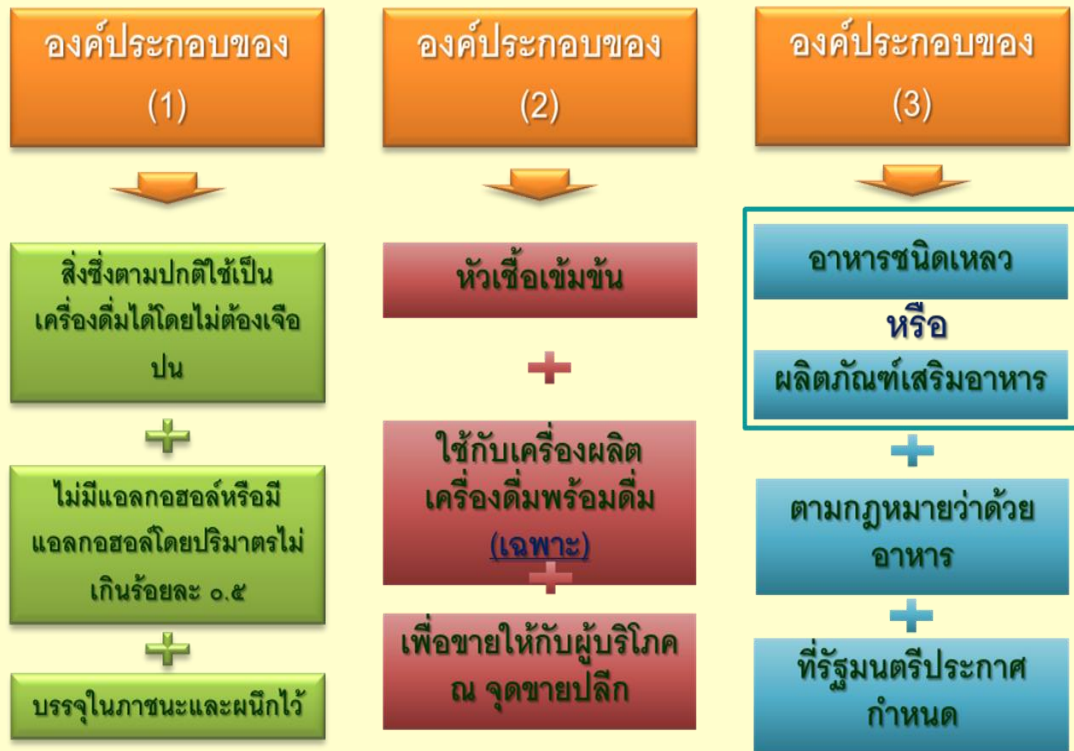 องค์ประกอบของ
(1)
สิ่งซึ่งตามปกติใช้เป็น
เครื่องดื่มได้โดยไม่ต้องเจือ
ปน
ไม่มีแอลกอฮอล์หรือมี
แอลกอฮอล์โดยปริมาตรไม่
เกินร้อยละ ๐.๕
บรรจุในภาชนะและผนึกไว้
องค์ประกอบของ
(2)
หัวเชื้อเข้มข้น
ใช้กับเครื่องผลิต
เครื่องดื่มพร้อมดื่ม
(เฉพาะ)
เพื่อขายให้กับผู้บริโภค
ณ จุดขายปลีก
องค์ประกอบของ
(3)
อาหารชนิดเหลว
หรือ
ผลิตภัณฑ์เสริมอาหาร
ตามกฎหมายว่าด้วย
อาหาร
ที่รัฐมนตรีประกาศ
กำหนด